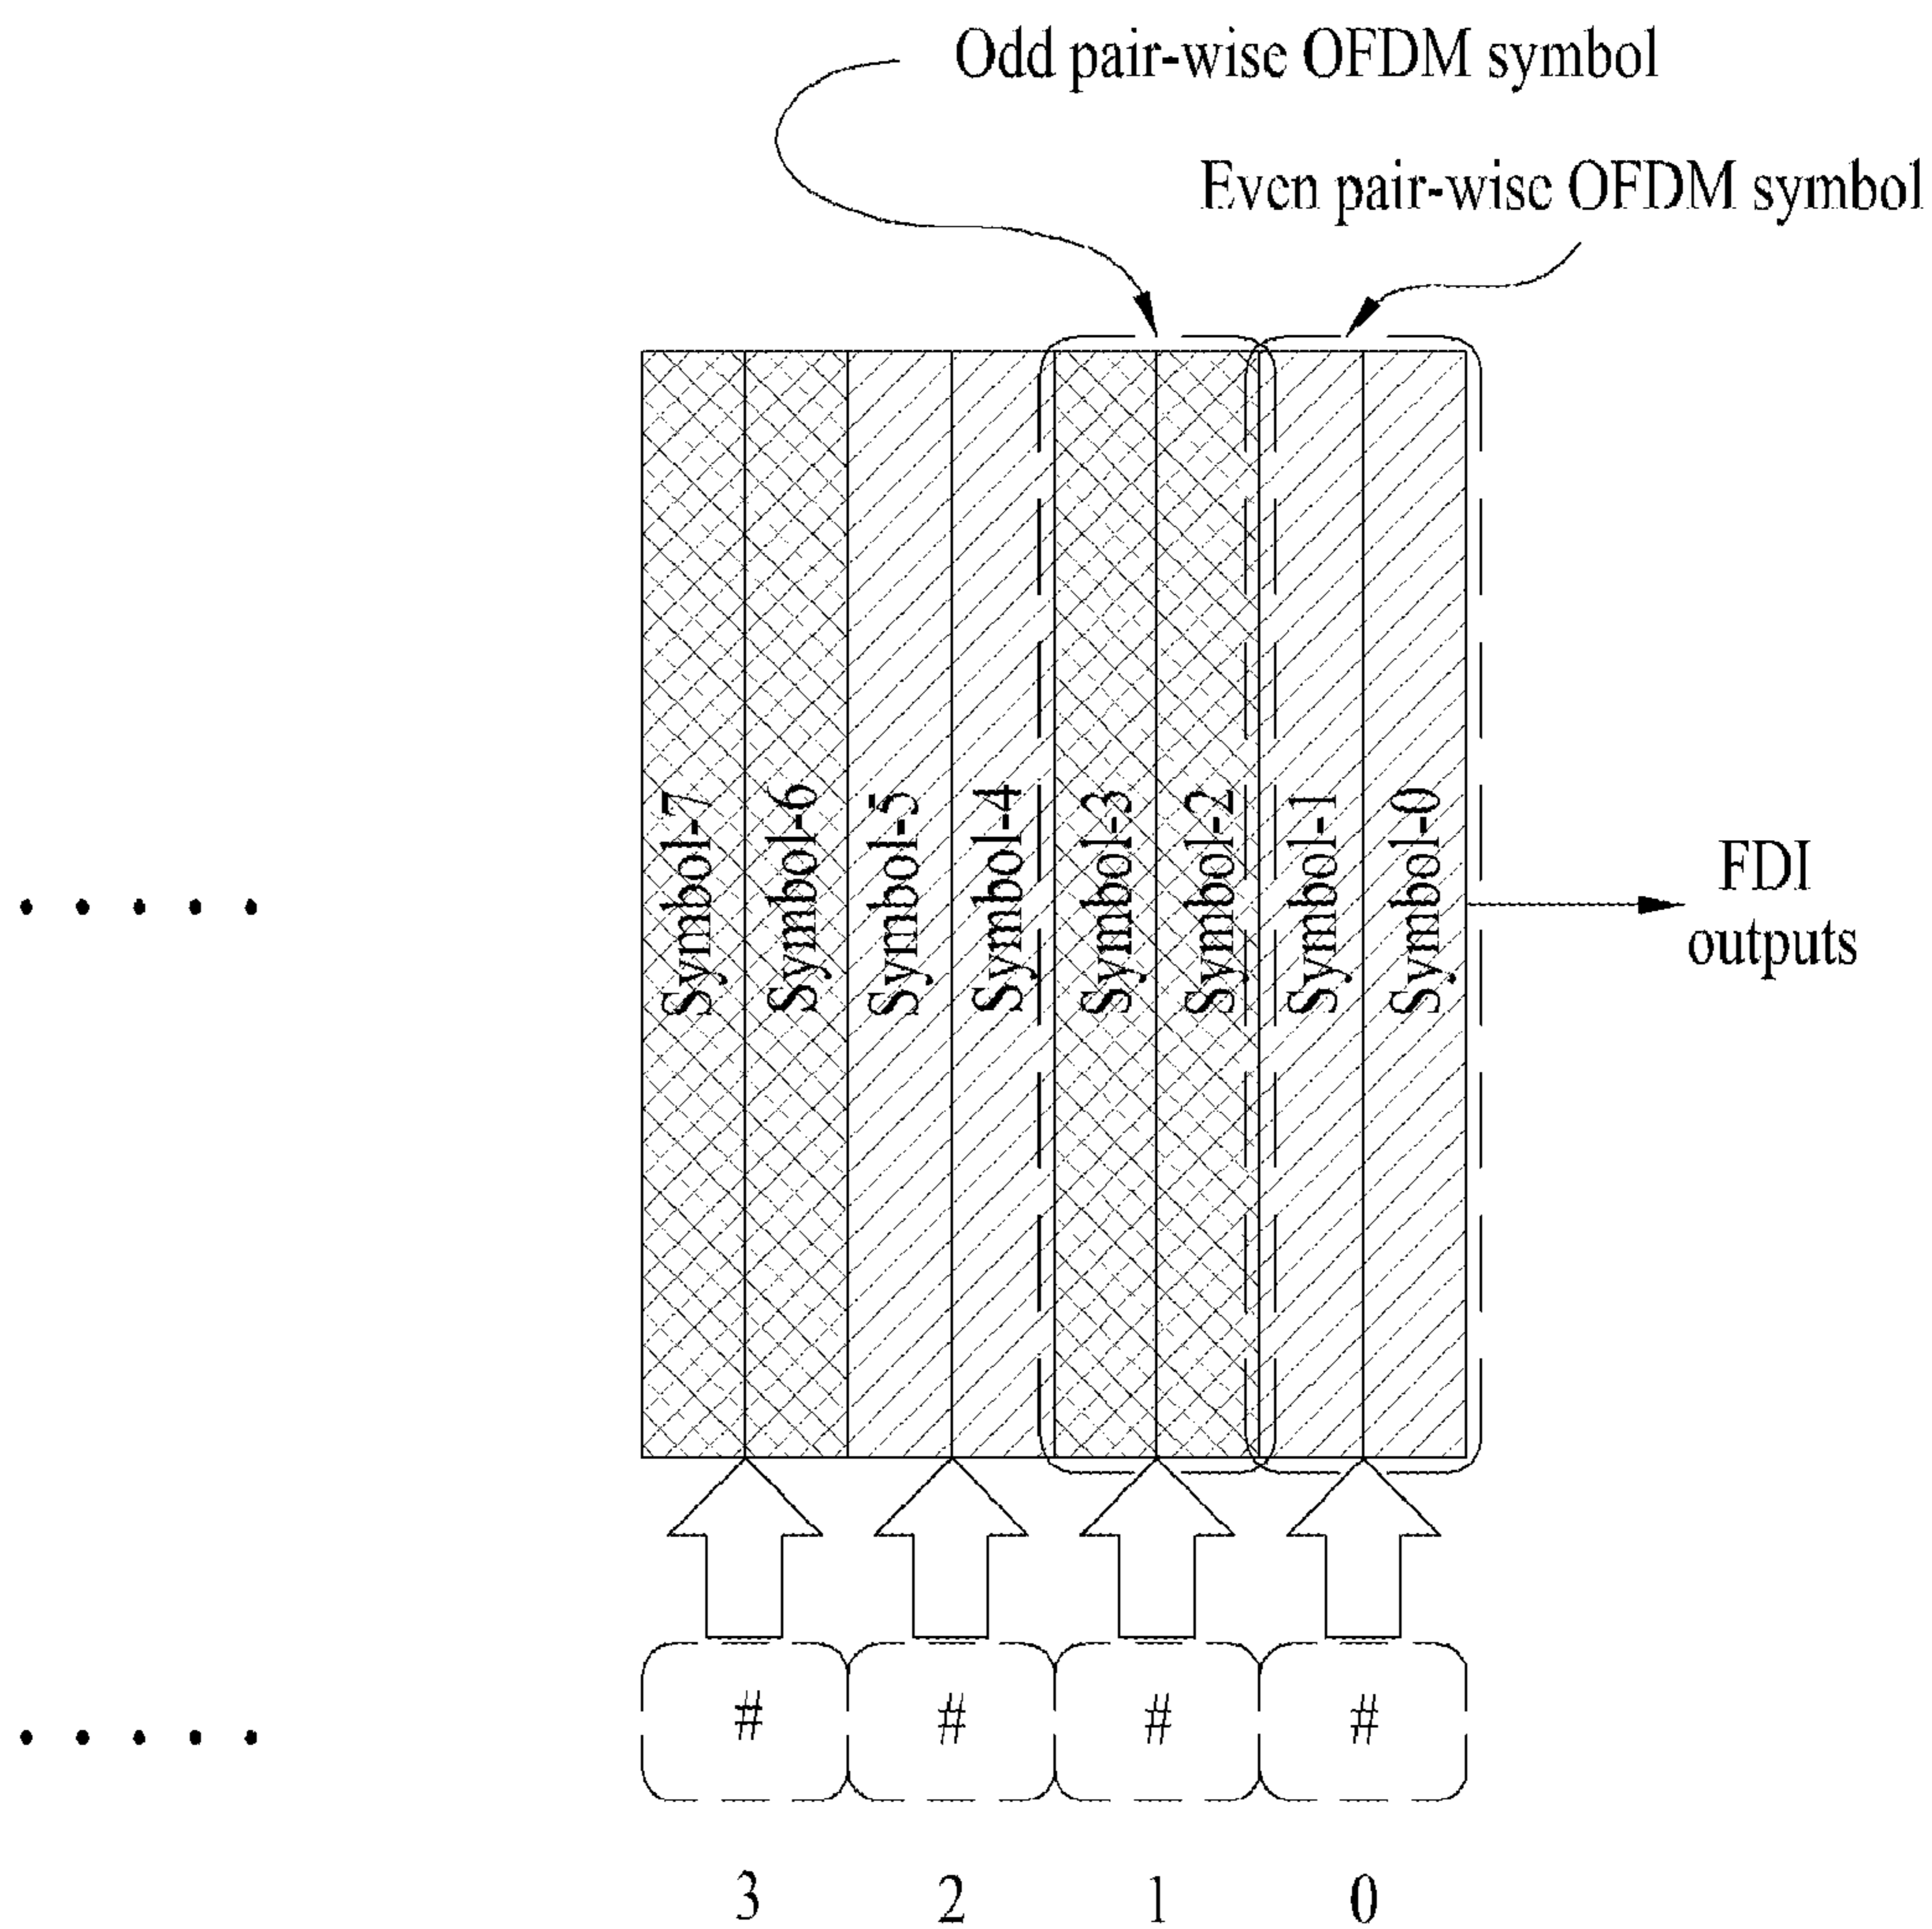 Odd pair-wise OFDM symbol
Even pair-wise OFDM symbol
Symbol-7
Symbol-6
Symbol-5
Symbol-4
Symbol-3
Symbol-2
Symbol-1
Symbol-0
FDI
outputs
# # # #
3 2 1 0